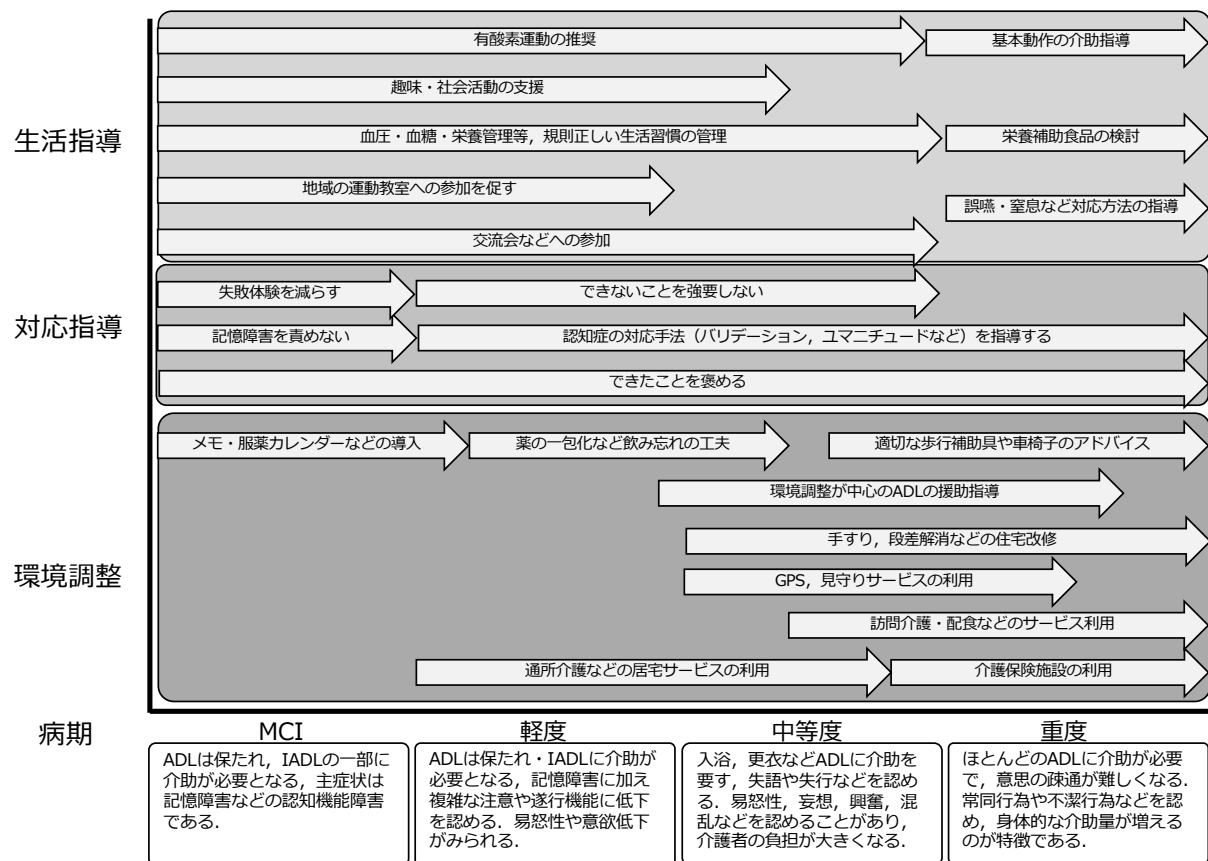 有酸素運動の推奨
基本動作の介助指導
趣味・社会活動の支援
生活指導
血圧・血糖・栄養管理等，規則正しい生活習慣の管理
栄養補助食品の検討
地域の運動教室への参加を促す
誤嚥・窒息など対応方法の指導
交流会などへの参加
失敗体験を減らす
できないことを強要しない
対応指導
記憶障害を責めない
認知症の対応手法（バリデーション，ユマニチュードなど）を指導する
できたことを褒める
メモ・服薬カレンダーなどの導入
薬の一包化など飲み忘れの工夫
適切な歩行補助具や車椅子のアドバイス
環境調整が中心のADLの援助指導
手すり，段差解消などの住宅改修
環境調整
GPS，見守りサービスの利用
訪問介護・配食などのサービス利用
通所介護などの居宅サービスの利用
介護保険施設の利用
病期
MCI
軽度
中等度
重度
ADLは保たれ，IADLの一部に
介助が必要となる，主症状は
記憶障害などの認知機能障害
である．
ADLは保たれ・IADLに介助が
必要となる，記憶障害に加え
複雑な注意や遂行機能に低下
を認める．易怒性や意欲低下
がみられる．
入浴，更衣などADLに介助を
要す，失語や失行などを認め
る．易怒性，妄想，興奮，混
乱などを認めることがあり，
介護者の負担が大きくなる．
ほとんどのADLに介助が必要
で，意思の疎通が難しくなる．
常同行為や不潔行為などを認
め，身体的な介助量が増える
のが特徴である．